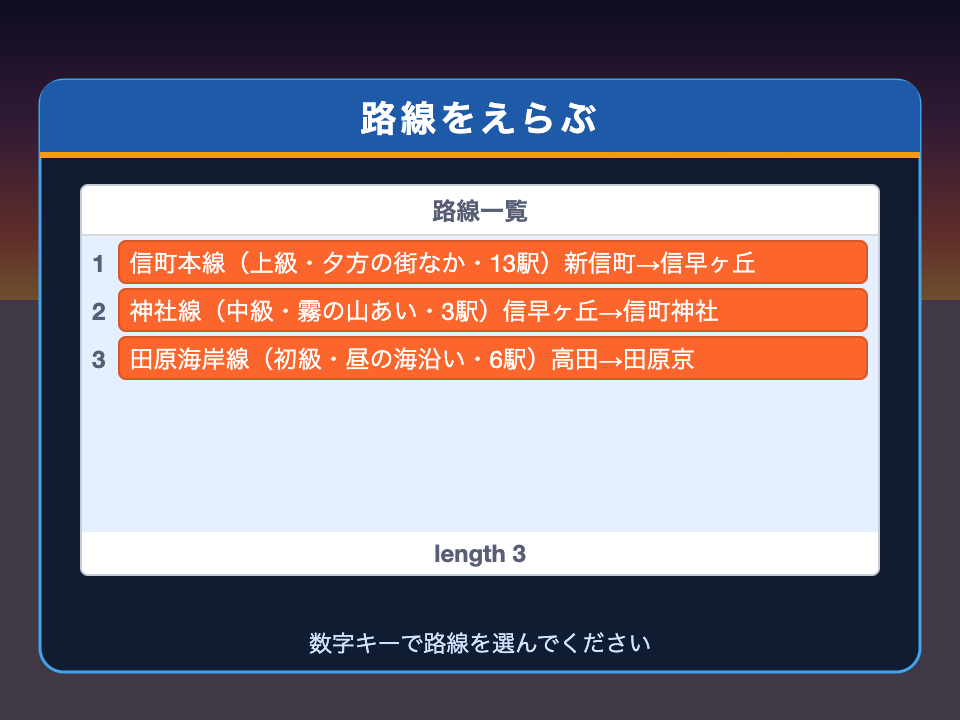 路線をえらぶ
路線一覧
1 信町本線（上級・夕方の街なか・13駅）新信町→信早ヶ丘
2 神社線（中級・霧の山あい・3駅）信早ヶ丘→信町神社
3 田原海岸線（初級・昼の海沿い・6駅）高田→田原京
length 3
数字キーで路線を選んでください